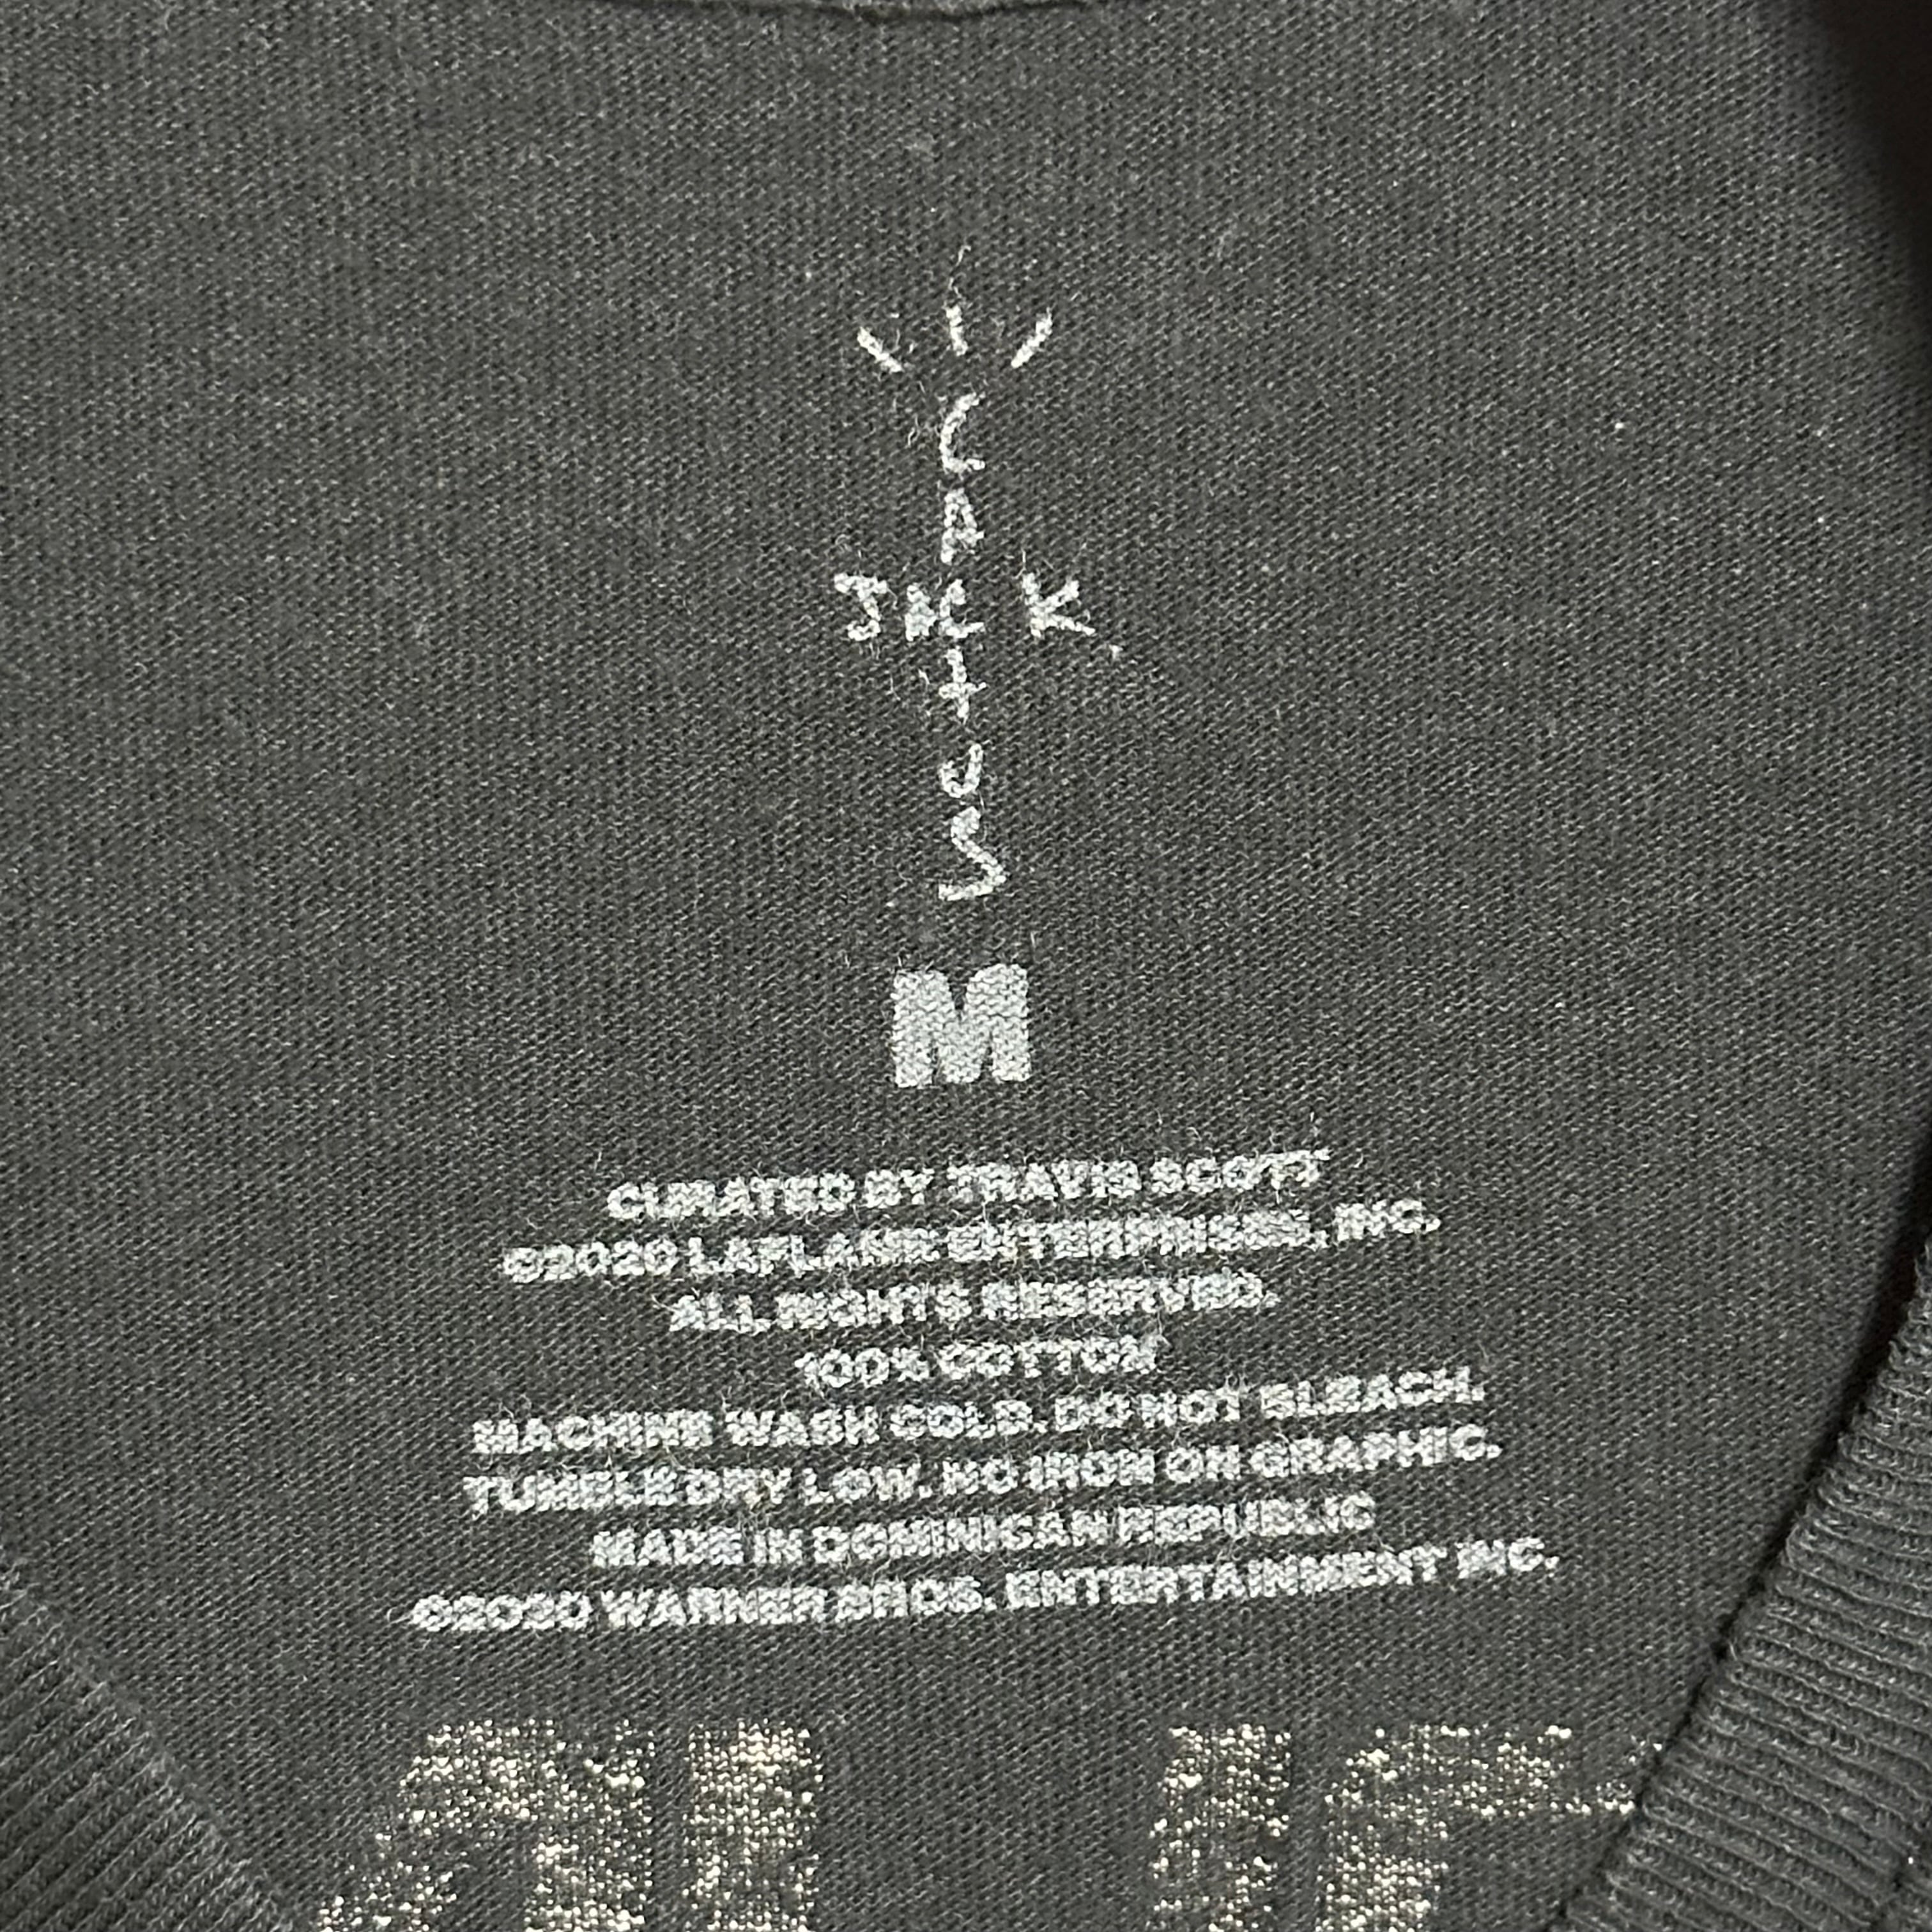 CACTUS
JACK
M
CURATED BY TRAVIS SCOTT
©2020 LAFLAME ENTERPRISES, INC.
ALL RIGHTS RESERVED.
100% COTTON
MACHINE WASH COLD. DO NOT BLEACH.
TUMBLE DRY LOW. NO IRON ON GRAPHIC.
MADE IN DOMINICAN REPUBLIC
©2020 WARNER BROS. ENTERTAINMENT INC.